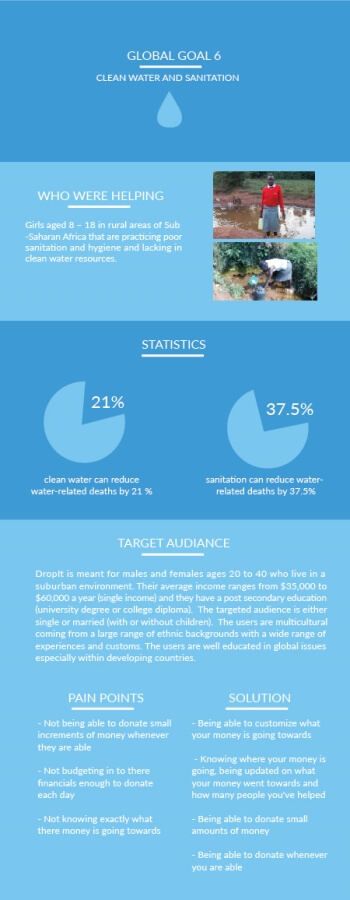 GLOBAL GOAL 6
CLEAN WATER AND SANITATION
WHO WERE HELPING
Girls aged 8 – 18 in rural areas of Sub
-Saharan Africa that are practicing poor
sanitation and hygiene and lacking in
clean water resources.
STATISTICS
21%
clean water can reduce
water-related deaths by 21 %
37.5%
sanitation can reduce water-
related deaths by 37.5%
TARGET AUDIANCE
DropIt is meant for males and females ages 20 to 40 who live in a
suburban environment. Their average income ranges from $35,000 to
$60,000 a year (single income) and they have a post secondary education
(university degree or college diploma).  The targeted audience is either
single or married (with or without children).  The users are multicultural
coming from a large range of ethnic backgrounds with a wide range of
experiences and customs. The users are well educated in global issues
especially within developing countries.
PAIN POINTS
- Not being able to donate small
increments of money whenever
they are able
- Not budgeting in to there
financials enough to donate
each day
- Not knowing exactly what
there money is going towards
SOLUTION
- Being able to customize what
your money is going towards
- Knowing where your money is
going, being updated on what
your money went towards and
how many people you've helped
- Being able to donate small
amounts of money
- Being able to donate whenever
you are able